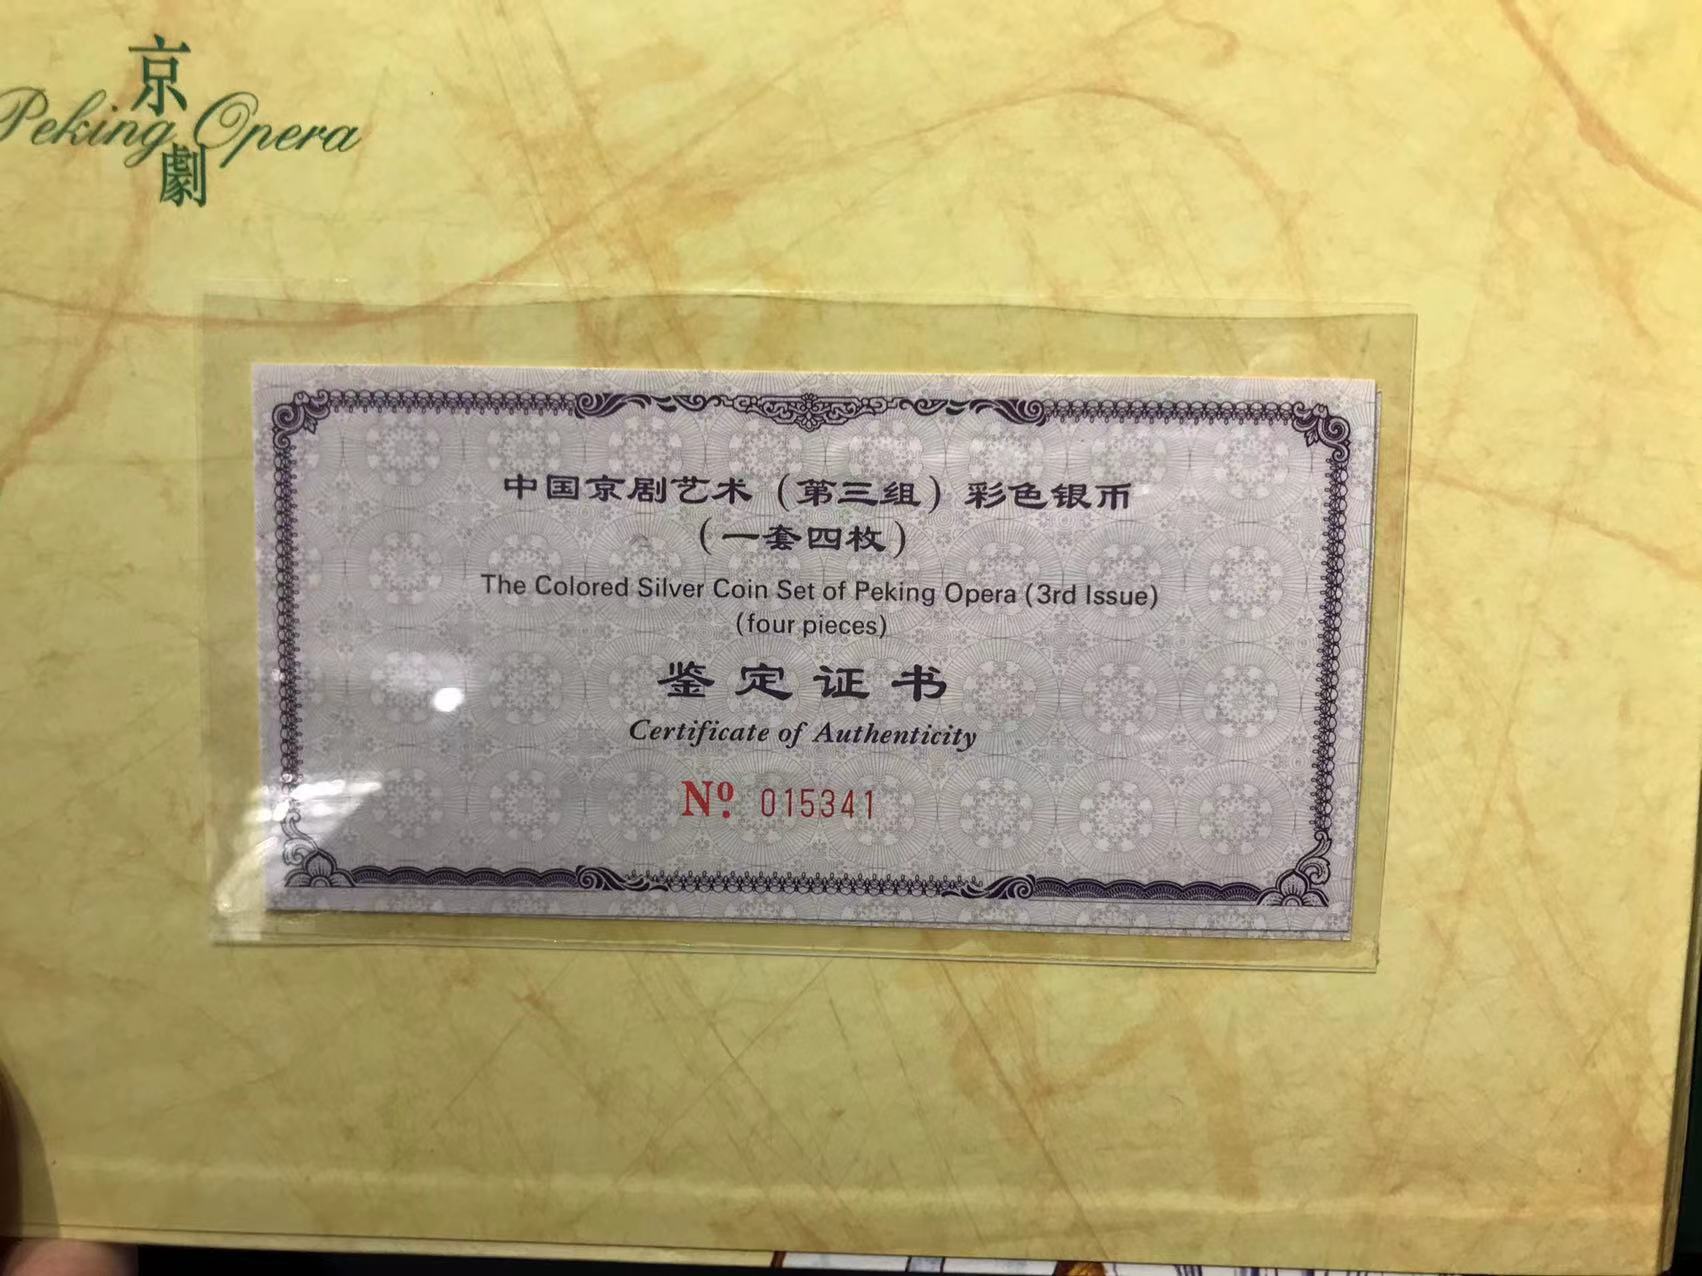 京
Peking Opera
劇
中国京剧艺术（第三组）彩色银币
（一套四枚）
The Colored Silver Coin Set of Peking Opera (3rd Issue)
(four pieces)
鉴定证书
Certificate of Authenticity
Nº. 015341